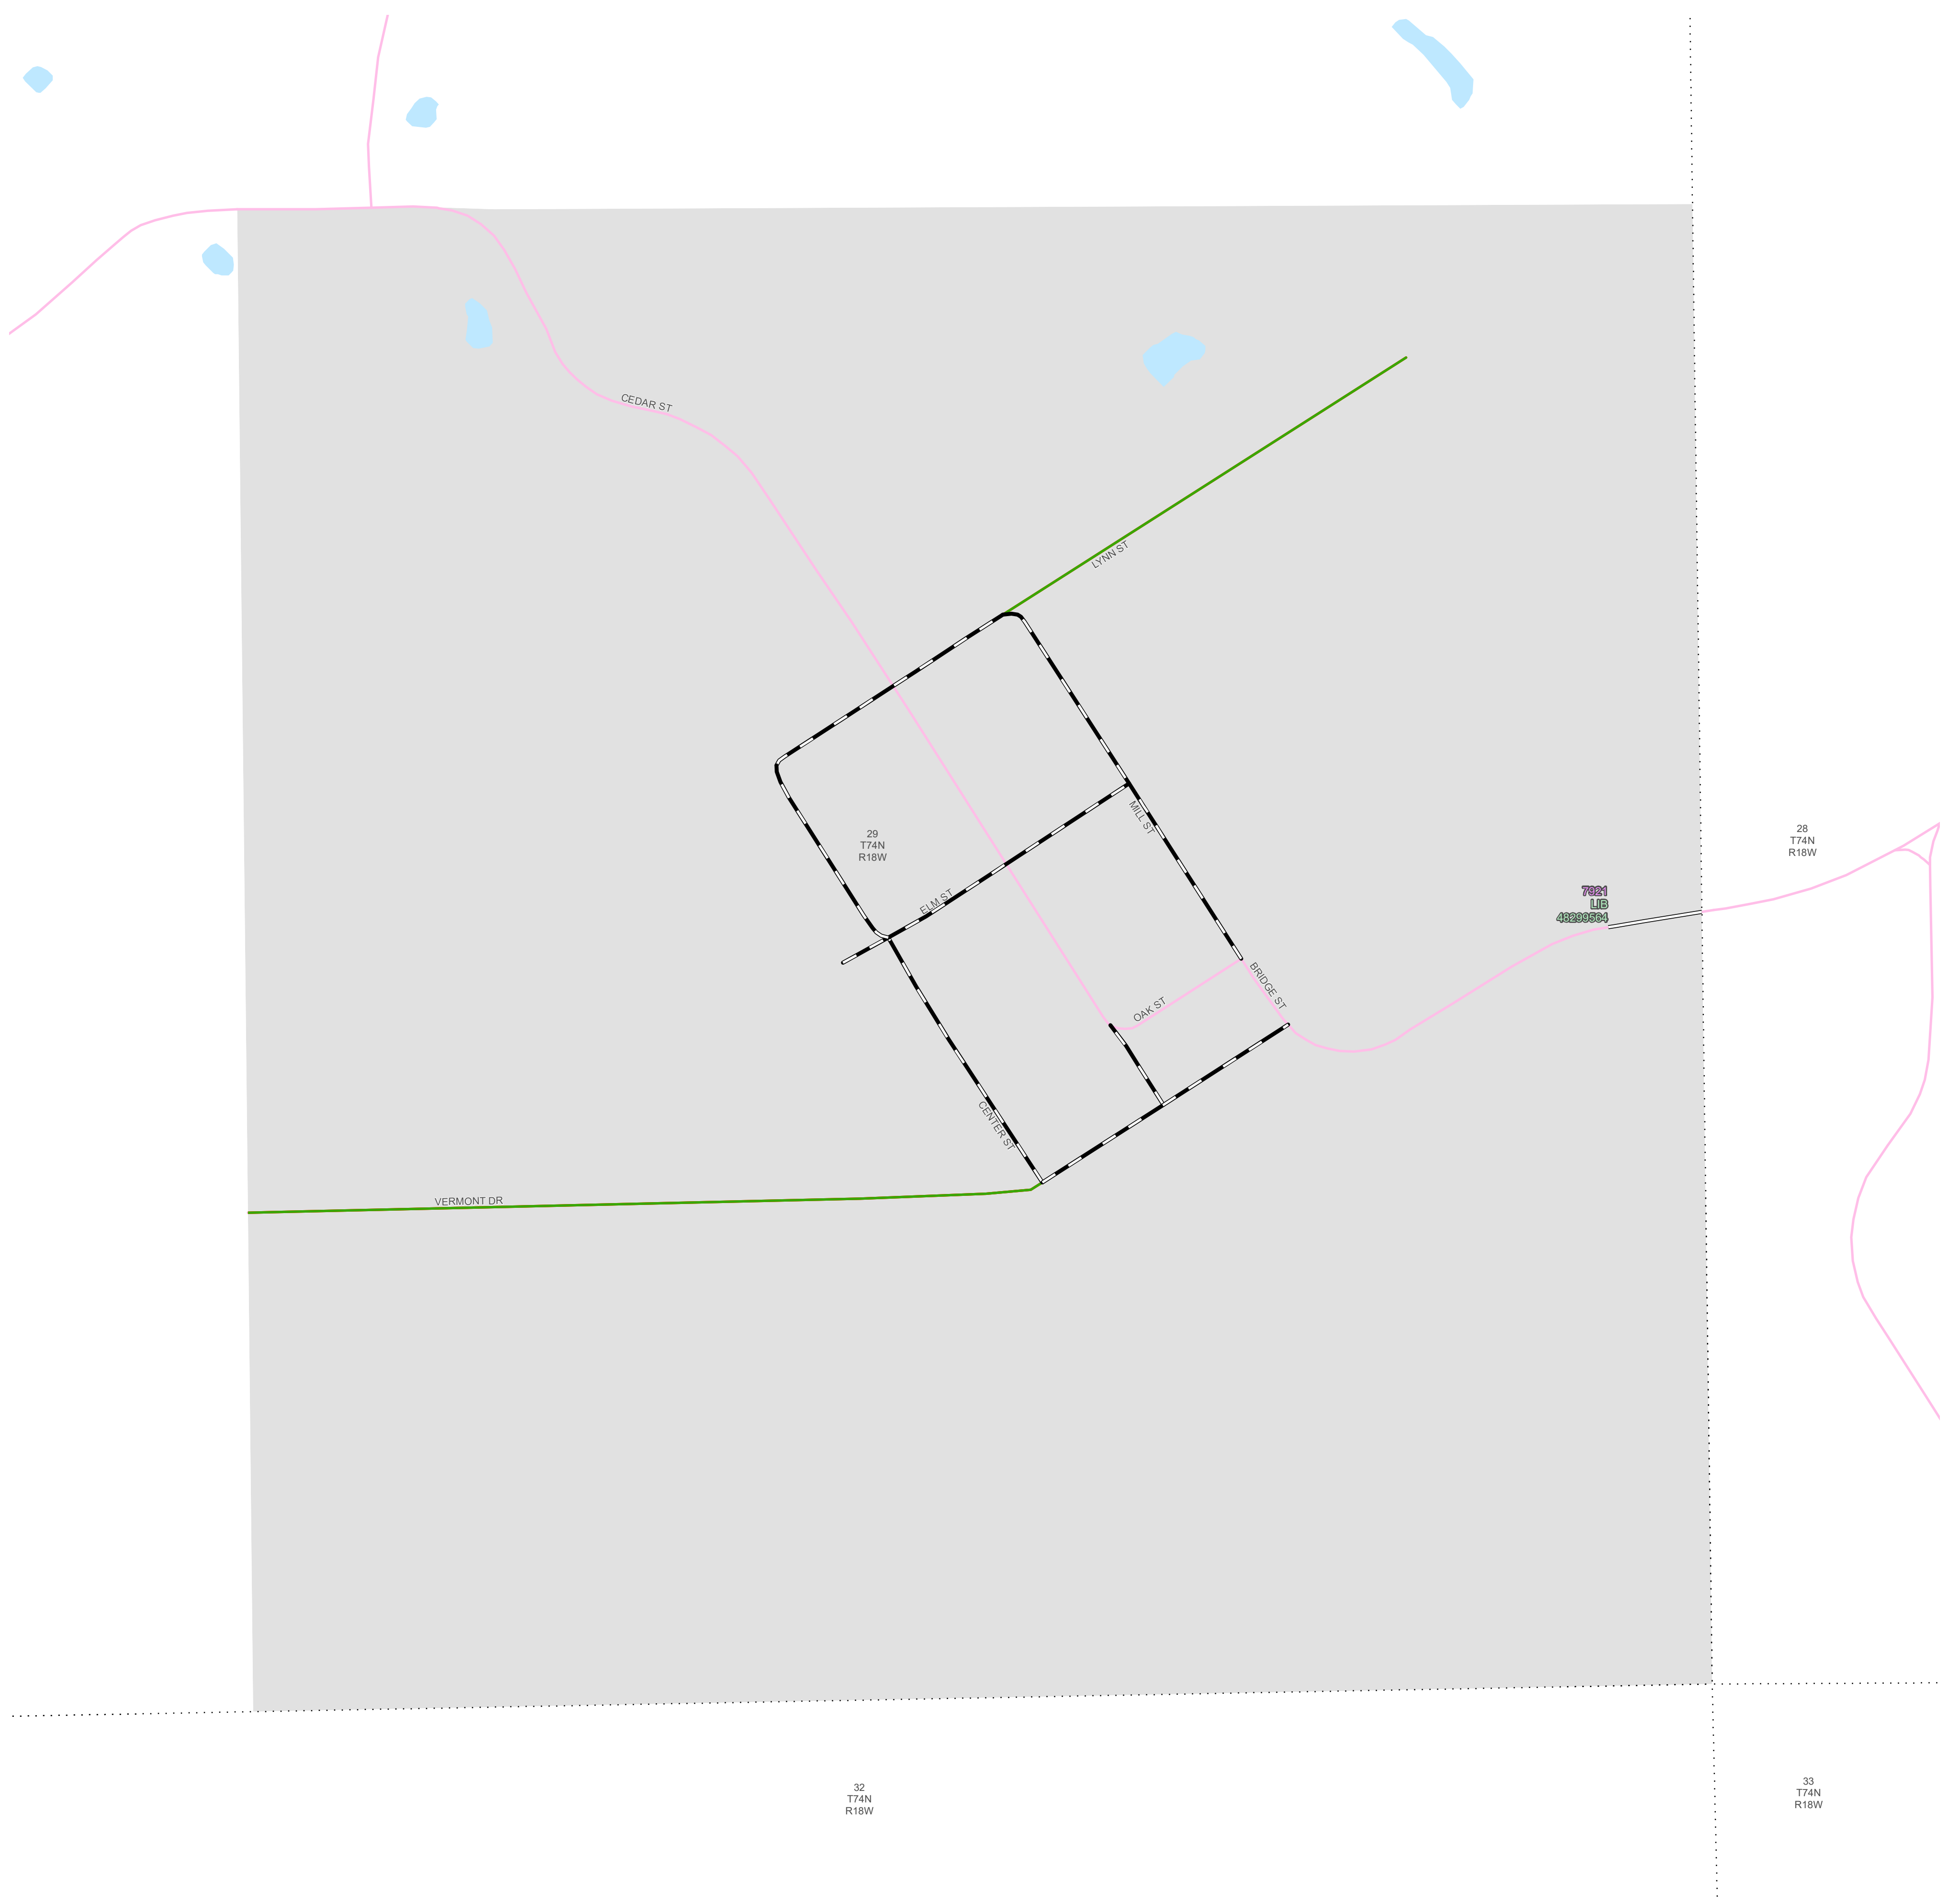 CEDAR ST
LYNN ST
29
T74N
R18W
MILL ST
28
T74N
R18W
7921
LIB
48299564
ELM ST
BRIDGE ST
OAK ST
CENTER ST
VERMONT DR
32
T74N
R18W
33
T74N
R18W